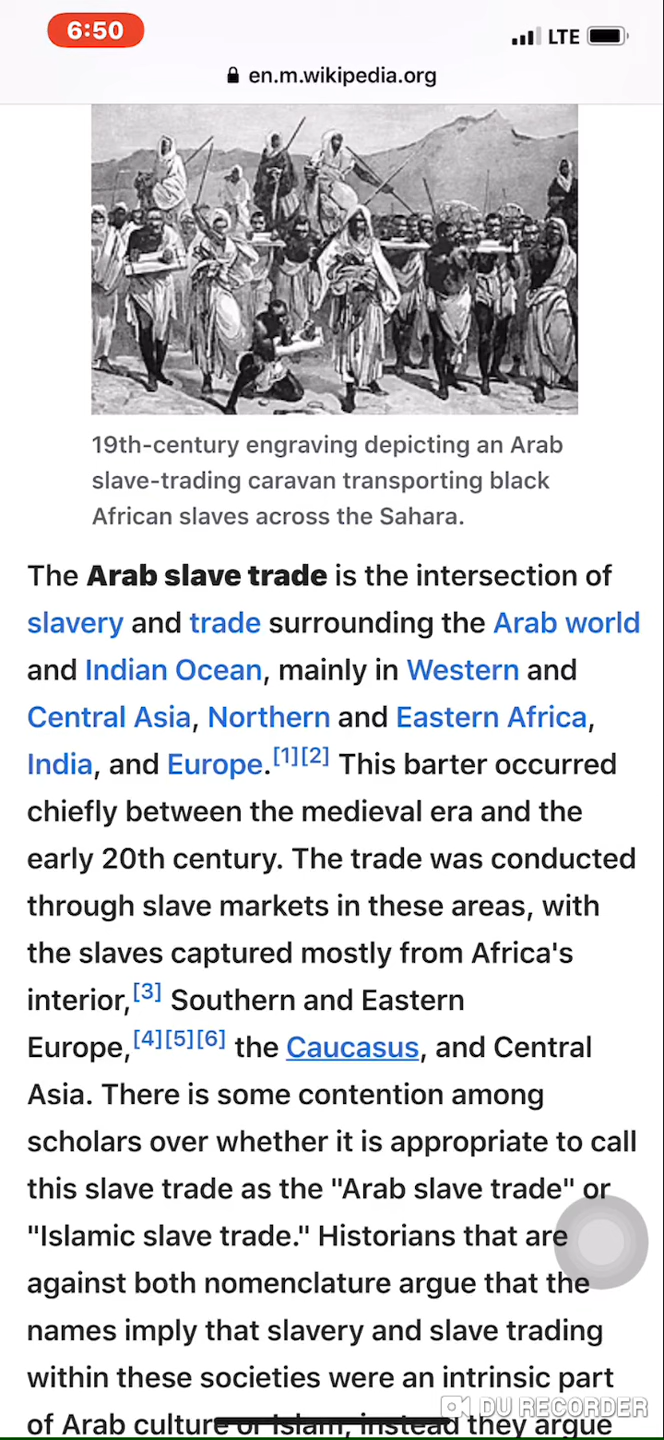 6:50
LTE
en.m.wikipedia.org
19th-century engraving depicting an Arab
slave-trading caravan transporting black
African slaves across the Sahara.
The Arab slave trade is the intersection of
slavery and trade surrounding the Arab world
and Indian Ocean, mainly in Western and
Central Asia, Northern and Eastern Africa,
India, and Europe.[1][2] This barter occurred
chiefly between the medieval era and the
early 20th century. The trade was conducted
through slave markets in these areas, with
the slaves captured mostly from Africa's
interior,[3] Southern and Eastern
Europe,[4][5][6] the Caucasus, and Central
Asia. There is some contention among
scholars over whether it is appropriate to call
this slave trade as the "Arab slave trade" or
"Islamic slave trade." Historians that are
against both nomenclature argue that the
names imply that slavery and slave trading
within these societies were an intrinsic part
of Arab culture or Islam, instead they argue
DU RECORDER